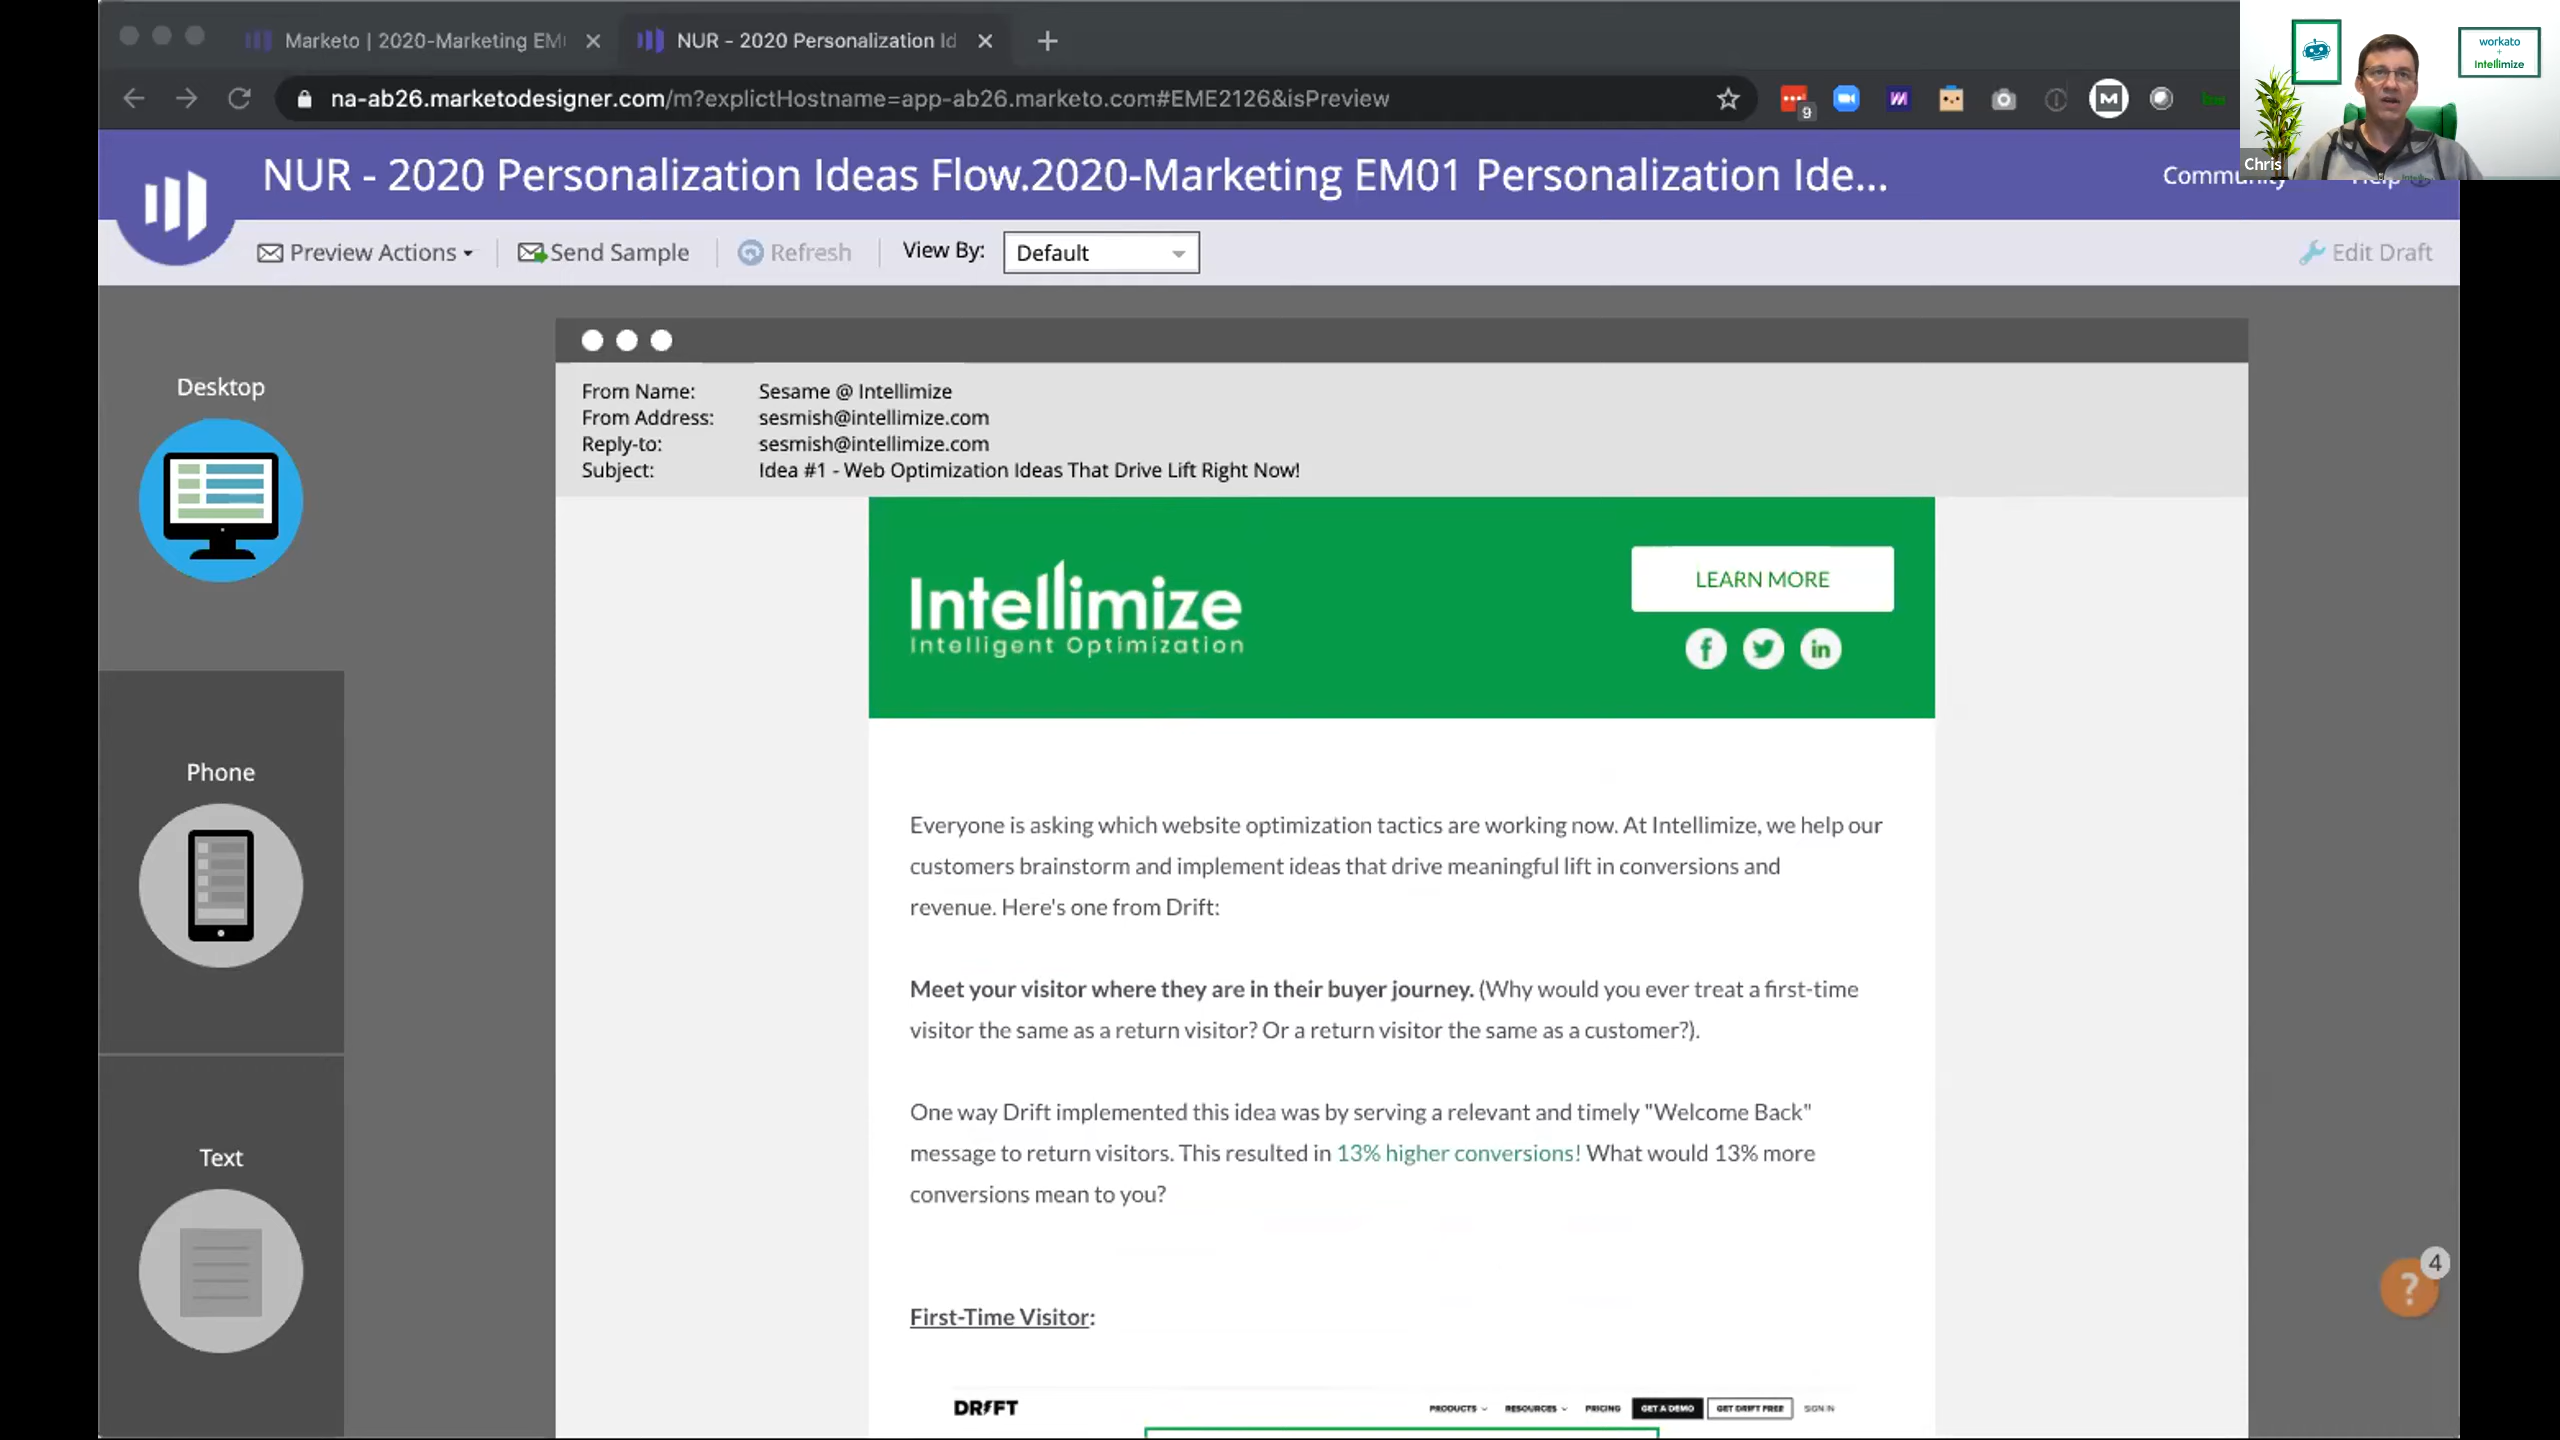 Marketo | 2020-Marketing EM
NUR - 2020 Personalization Id
na-ab26.marketodesigner.com/m?explictHostname=app-ab26.marketo.com#EME2126&isPreview
9
workato
+
Intellimize
Chris
NUR - 2020 Personalization Ideas Flow.2020-Marketing EM01 Personalization Ide...
Community
Help
Preview Actions
Send Sample
Refresh
View By:
Default
Edit Draft
Desktop
Phone
Text
From Name: Sesame @ Intellimize
From Address: sesmish@intellimize.com
Reply-to: sesmish@intellimize.com
Subject: Idea #1 - Web Optimization Ideas That Drive Lift Right Now!
Intellimize
Intelligent Optimization
LEARN MORE
Everyone is asking which website optimization tactics are working now. At Intellimize, we help our
customers brainstorm and implement ideas that drive meaningful lift in conversions and
revenue. Here's one from Drift:
Meet your visitor where they are in their buyer journey. (Why would you ever treat a first-time
visitor the same as a return visitor? Or a return visitor the same as a customer?).
One way Drift implemented this idea was by serving a relevant and timely "Welcome Back"
message to return visitors. This resulted in 13% higher conversions! What would 13% more
conversions mean to you?
First-Time Visitor:
DRIFT
PRODUCTS
RESOURCES
PRICING
GET A DEMO
GET DRIFT FREE
SIGN IN
4